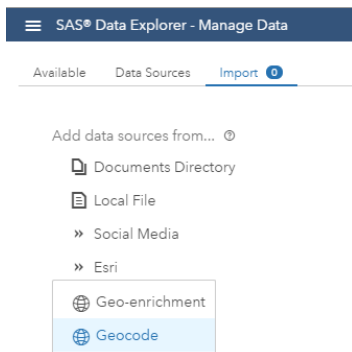 SAS® Data Explorer - Manage Data
Available Data Sources Import 0
Add data sources from... ?
Documents Directory
Local File
» Social Media
» Esri
Geo-enrichment
Geocode